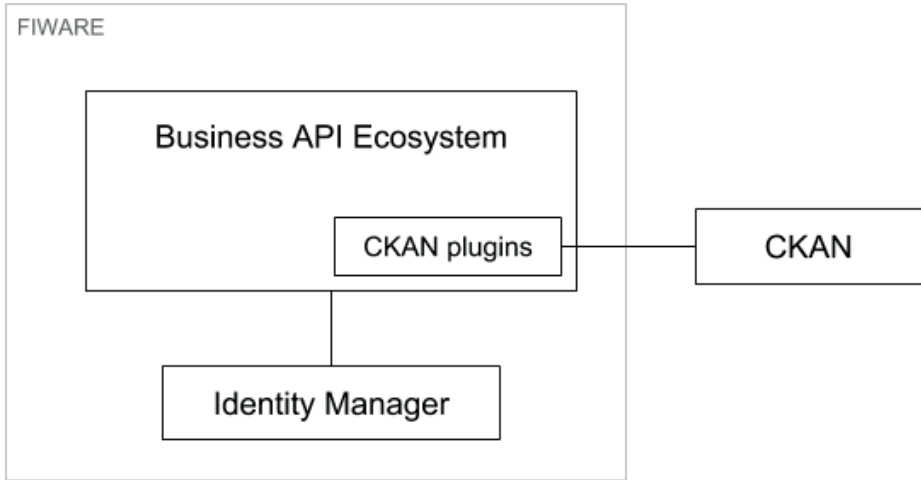 FIWARE
Business API Ecosystem
CKAN plugins
CKAN
Identity Manager